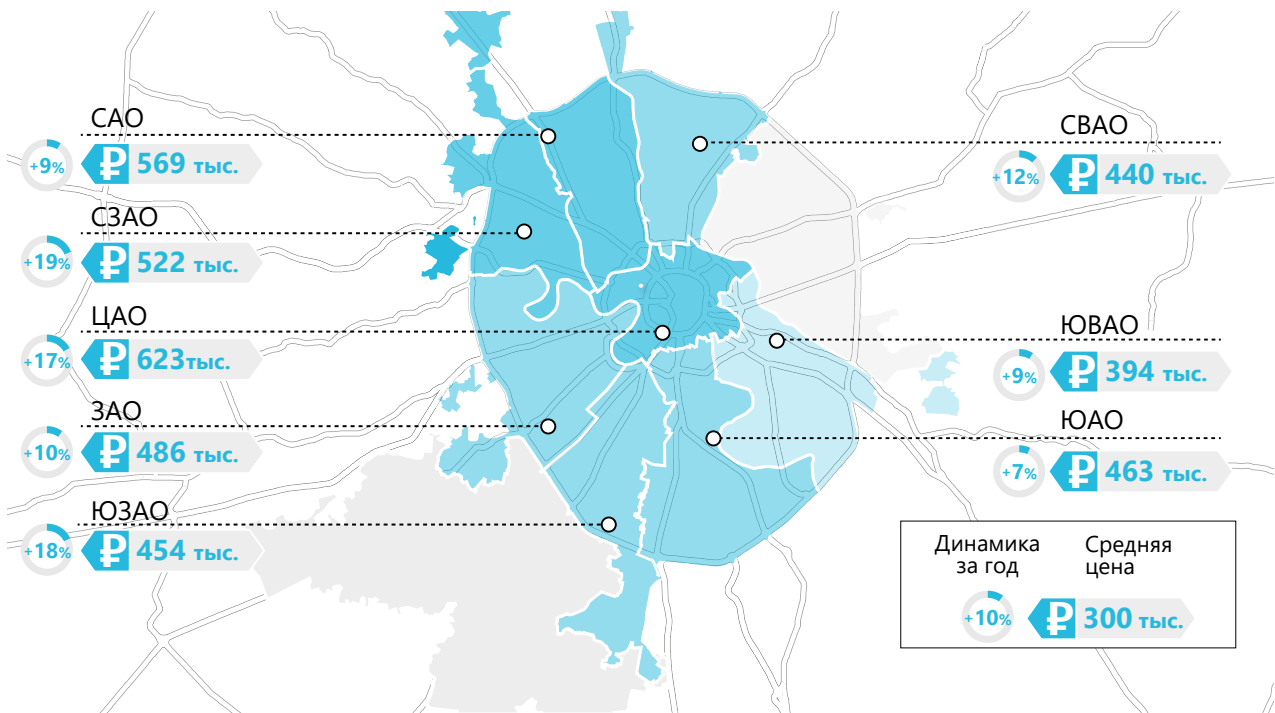 САО
+9%
₽ 569 тыс.
СЗАО
+19%
₽ 522 тыс.
ЦАО
+17%
₽ 623тыс.
ЗАО
+10%
₽ 486 тыс.
ЮЗАО
+18%
₽ 454 тыс.
СВАО
+12%
₽ 440 тыс.
ЮВАО
+9%
₽ 394 тыс.
ЮАО
+7%
₽ 463 тыс.
Динамика
за год
Средняя
цена
+10%
₽ 300 тыс.